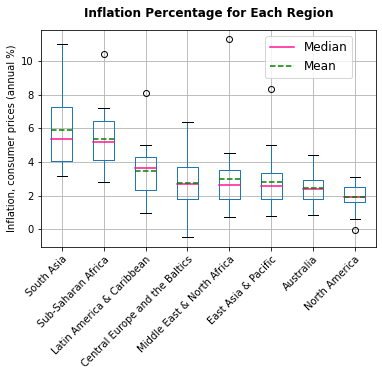 Inflation Percentage for Each Region
Median
Mean
Inflation, consumer prices (annual %)
10
8
6
4
2
0
South Asia
Sub-Saharan Africa
Latin America & Caribbean
Central Europe and the Baltics
Middle East & North Africa
East Asia & Pacific
Australia
North America